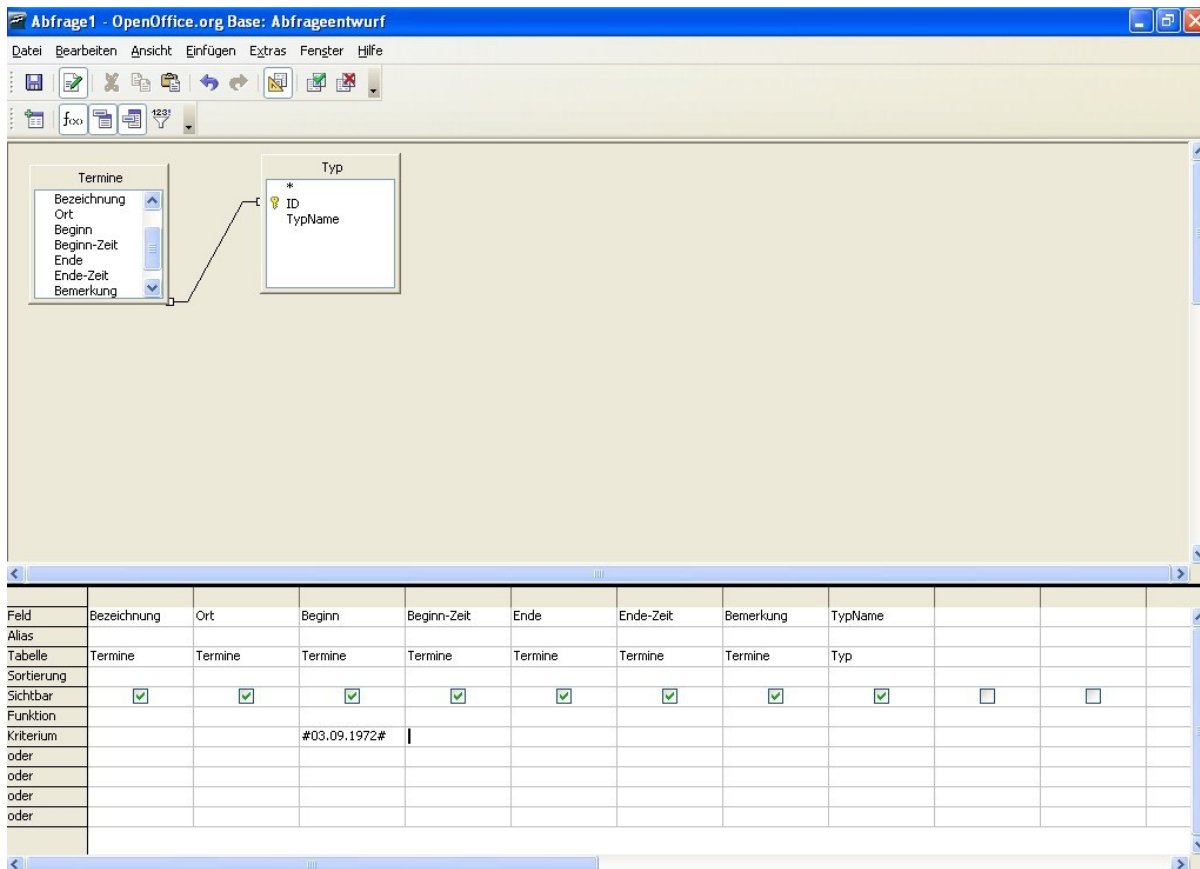 Abfrage1 - OpenOffice.org Base: Abfrageentwurf
Datei Bearbeiten Ansicht Einfügen Extras Fenster Hilfe
f(x) 123!
Termine
Bezeichnung
Ort
Beginn
Beginn-Zeit
Ende
Ende-Zeit
Bemerkung
Typ
*
ID
TypName
Feld Bezeichnung Ort Beginn Beginn-Zeit Ende Ende-Zeit Bemerkung TypName
Alias
Tabelle Termine Termine Termine Termine Termine Termine Termine Typ
Sortierung
Sichtbar
Funktion
Kriterium #03.09.1972#
oder
oder
oder
oder